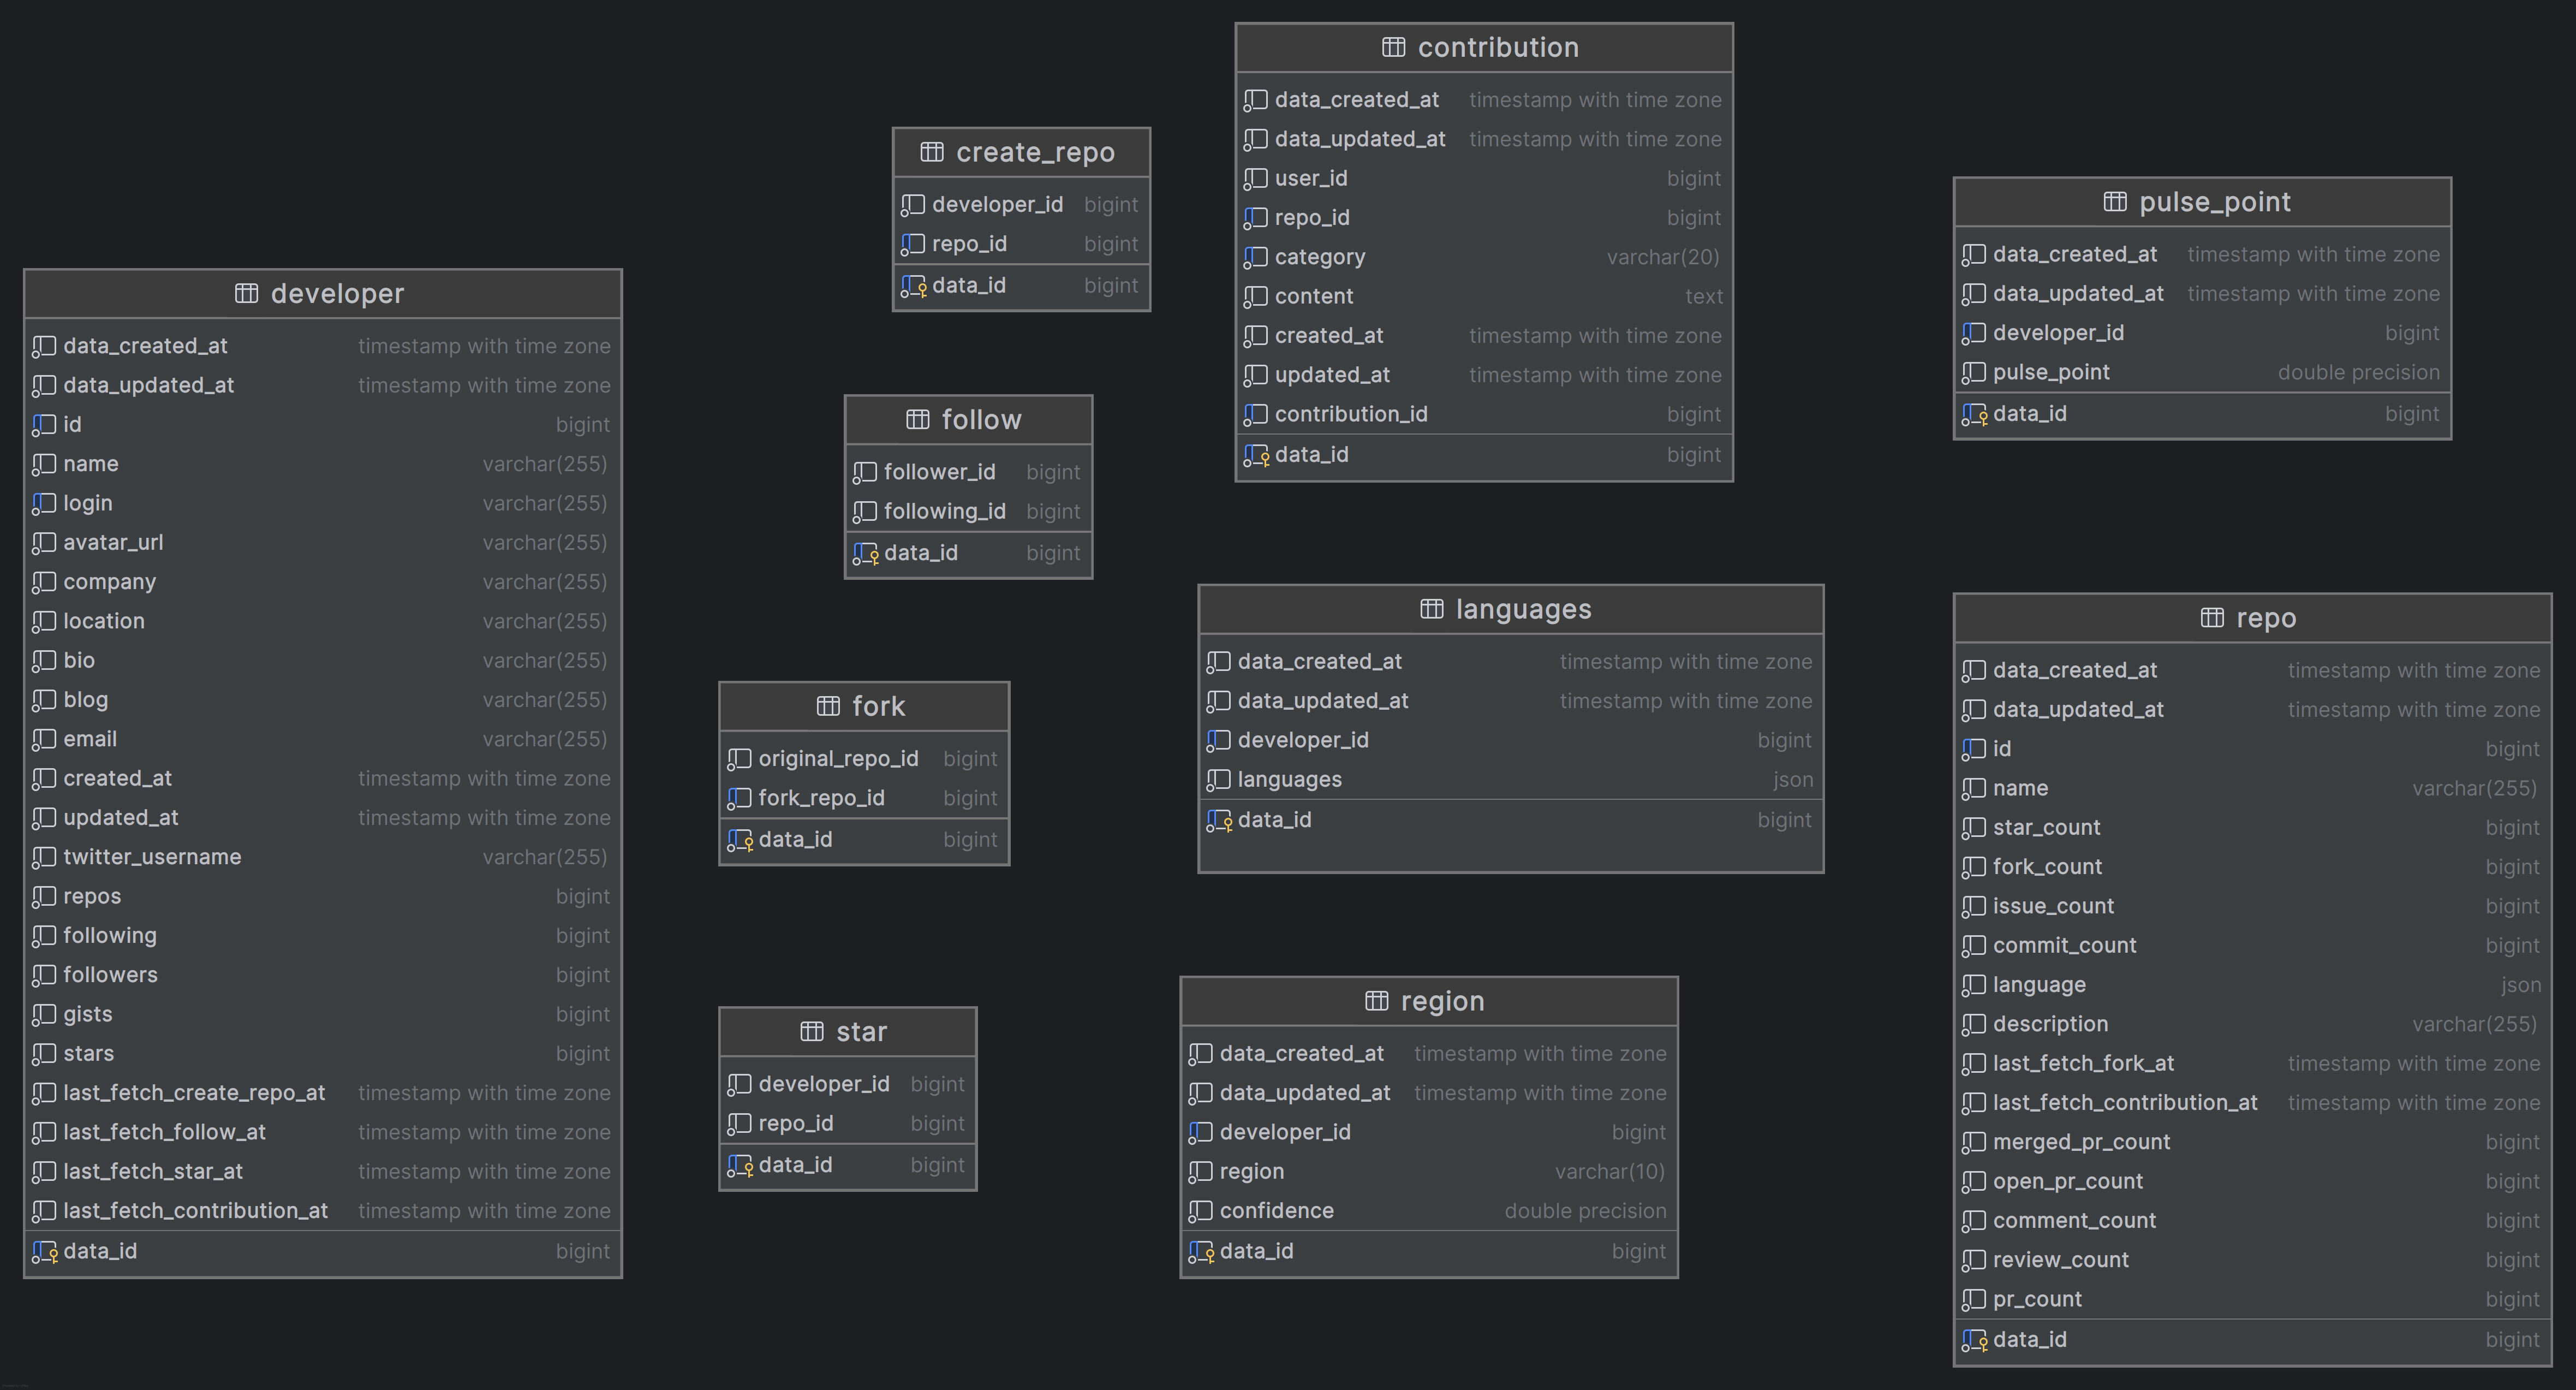 developer
data_created_at timestamp with time zone
data_updated_at timestamp with time zone
id bigint
name varchar(255)
login varchar(255)
avatar_url varchar(255)
company varchar(255)
location varchar(255)
bio varchar(255)
blog varchar(255)
email varchar(255)
created_at timestamp with time zone
updated_at timestamp with time zone
twitter_username varchar(255)
repos bigint
following bigint
followers bigint
gists bigint
stars bigint
last_fetch_create_repo_at timestamp with time zone
last_fetch_follow_at timestamp with time zone
last_fetch_star_at timestamp with time zone
last_fetch_contribution_at timestamp with time zone
data_id bigint
create_repo
developer_id bigint
repo_id bigint
data_id bigint
follow
follower_id bigint
following_id bigint
data_id bigint
fork
original_repo_id bigint
fork_repo_id bigint
data_id bigint
star
developer_id bigint
repo_id bigint
data_id bigint
contribution
data_created_at timestamp with time zone
data_updated_at timestamp with time zone
user_id bigint
repo_id bigint
category varchar(20)
content text
created_at timestamp with time zone
updated_at timestamp with time zone
contribution_id bigint
data_id bigint
languages
data_created_at timestamp with time zone
data_updated_at timestamp with time zone
developer_id bigint
languages json
data_id bigint
region
data_created_at timestamp with time zone
data_updated_at timestamp with time zone
developer_id bigint
region varchar(10)
confidence double precision
data_id bigint
pulse_point
data_created_at timestamp with time zone
data_updated_at timestamp with time zone
developer_id bigint
pulse_point double precision
data_id bigint
repo
data_created_at timestamp with time zone
data_updated_at timestamp with time zone
id bigint
name varchar(255)
star_count bigint
fork_count bigint
issue_count bigint
commit_count bigint
language json
description varchar(255)
last_fetch_fork_at timestamp with time zone
last_fetch_contribution_at timestamp with time zone
merged_pr_count bigint
open_pr_count bigint
comment_count bigint
review_count bigint
pr_count bigint
data_id bigint